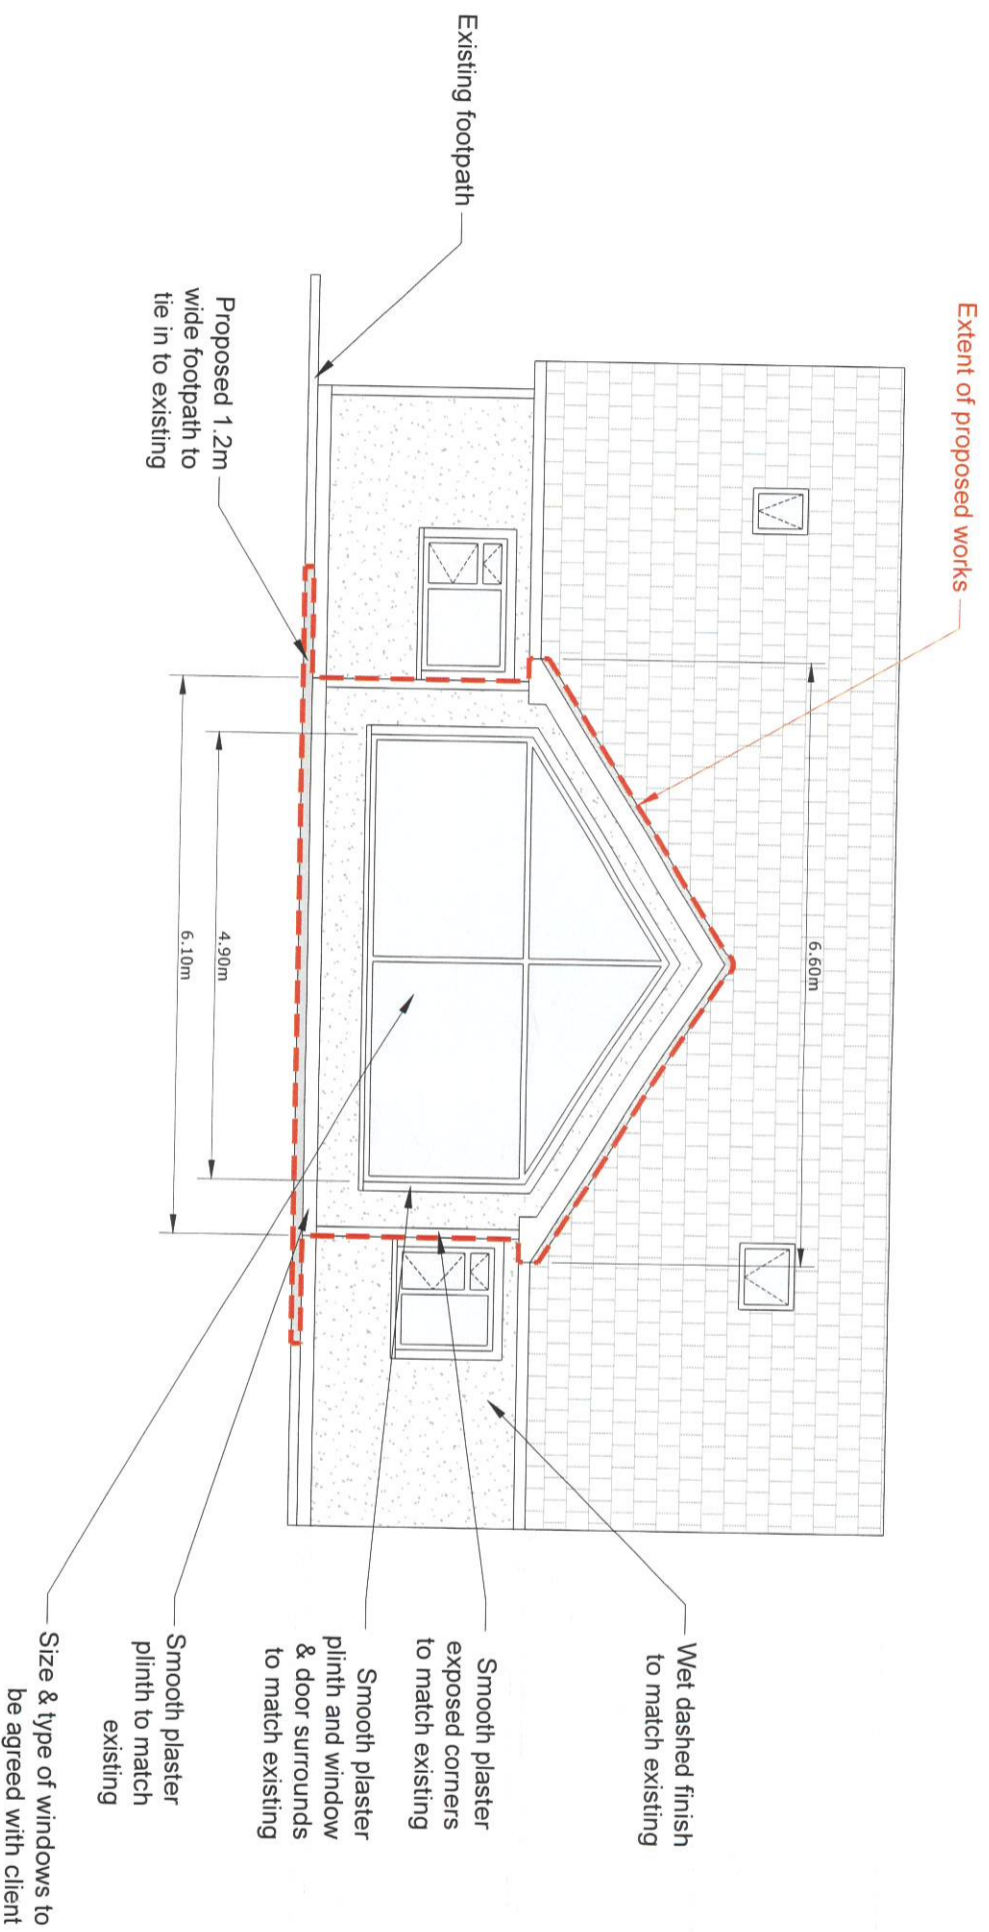 Extent of proposed works
Existing footpath
Proposed 1.2m
wide footpath to
tie in to existing
6.60m
4.90m
6.10m
Wet dashed finish
to match existing
Smooth plaster
exposed corners
to match existing
Smooth plaster
plinth and window
& door surrounds
to match existing
Smooth plaster
plinth to match
existing
Size & type of windows to
be agreed with client